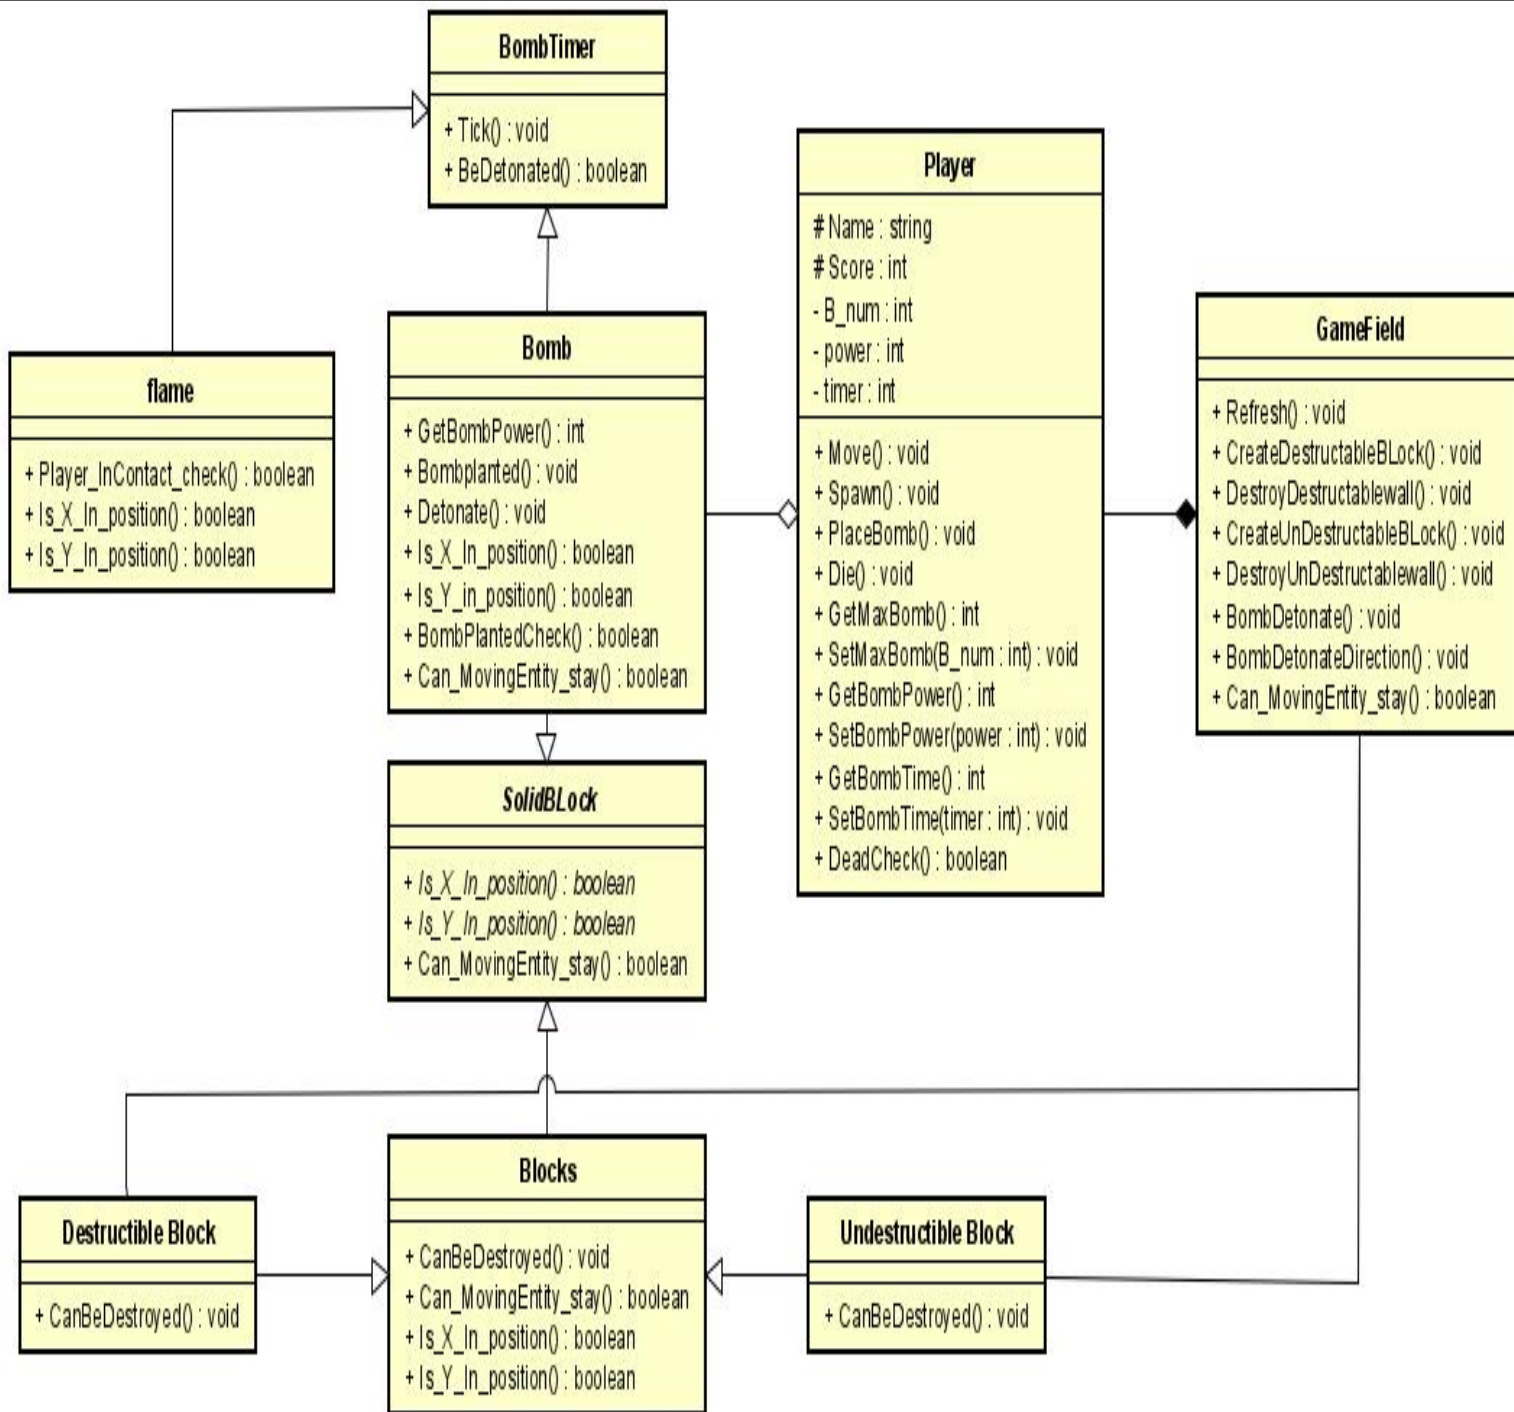 BombTimer
+ Tick() : void
+ BeDetonated() : boolean
Player
# Name : string
# Score : int
- B_num : int
- power : int
- timer : int
+ Move() : void
+ Spawn() : void
+ PlaceBomb() : void
+ Die() : void
+ GetMaxBomb() : int
+ SetMaxBomb(B_num : int) : void
+ GetBombPower() : int
+ SetBombPower(power : int) : void
+ GetBombTime() : int
+ SetBombTime(timer : int) : void
+ DeadCheck() : boolean
GameField
+ Refresh() : void
+ CreateDestructableBLock() : void
+ DestroyDestructablewall() : void
+ CreateUnDestructableBLock() : void
+ DestroyUnDestructablewall() : void
+ BombDetonate() : void
+ BombDetonateDirection() : void
+ Can_MovingEntity_stay() : boolean
Bomb
+ GetBombPower() : int
+ Bombplanted() : void
+ Detonate() : void
+ Is_X_In_position() : boolean
+ Is_Y_in_position() : boolean
+ BombPlantedCheck() : boolean
+ Can_MovingEntity_stay() : boolean
flame
+ Player_InContact_check() : boolean
+ Is_X_In_position() : boolean
+ Is_Y_In_position() : boolean
SolidBLock
+ Is_X_In_position() : boolean
+ Is_Y_In_position() : boolean
+ Can_MovingEntity_stay() : boolean
Blocks
+ CanBeDestroyed() : void
+ Can_MovingEntity_stay() : boolean
+ Is_X_In_position() : boolean
+ Is_Y_In_position() : boolean
Destructible Block
+ CanBeDestroyed() : void
Undestructible Block
+ CanBeDestroyed() : void